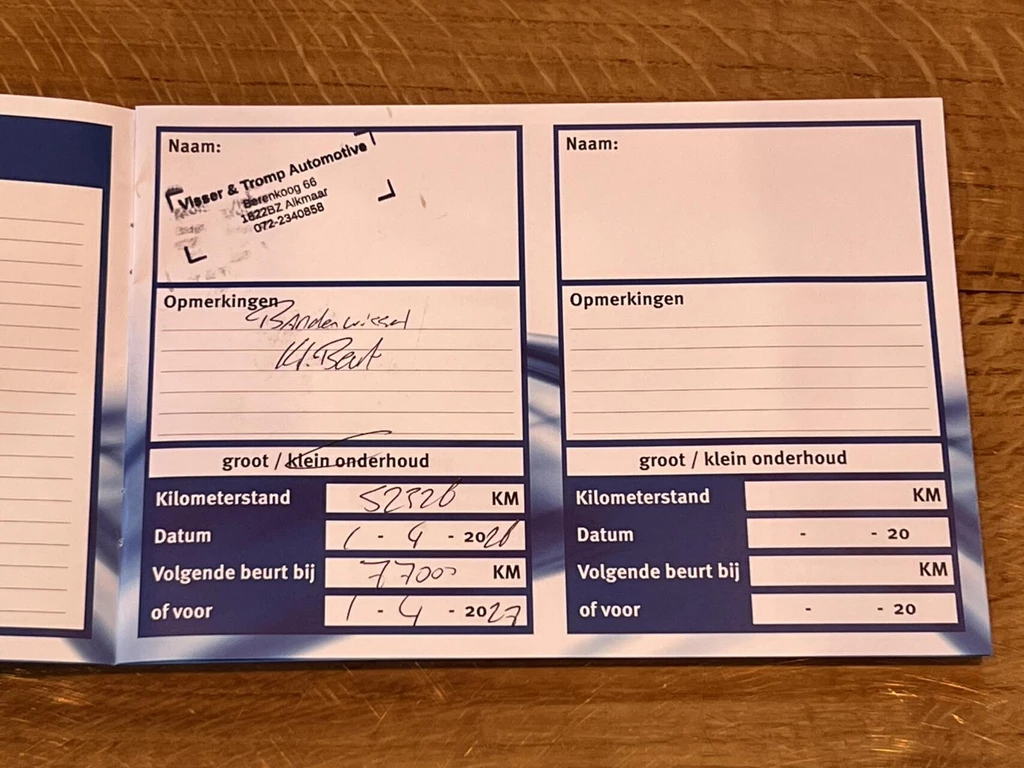 Naam:
Visser & Tromp Automotive
Berenkoog 66
1822BZ Alkmaar
072-2340858
Opmerkingen
Bandenwissel
Kl. Beurt
groot / klein onderhoud
Kilometerstand 52326 KM
Datum 1 - 4 - 2026
Volgende beurt bij 77000 KM
of voor 1 - 4 - 2027
Naam:
Opmerkingen
groot / klein onderhoud
Kilometerstand KM
Datum - - 20
Volgende beurt bij KM
of voor - - 20